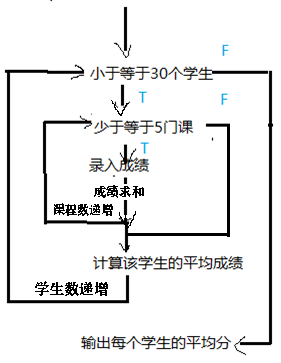 F
小于等于30个学生
T
F
少于等于5门课
T
录入成绩
成绩求和
课程数递增
计算该学生的平均成绩
学生数递增
输出每个学生的平均分